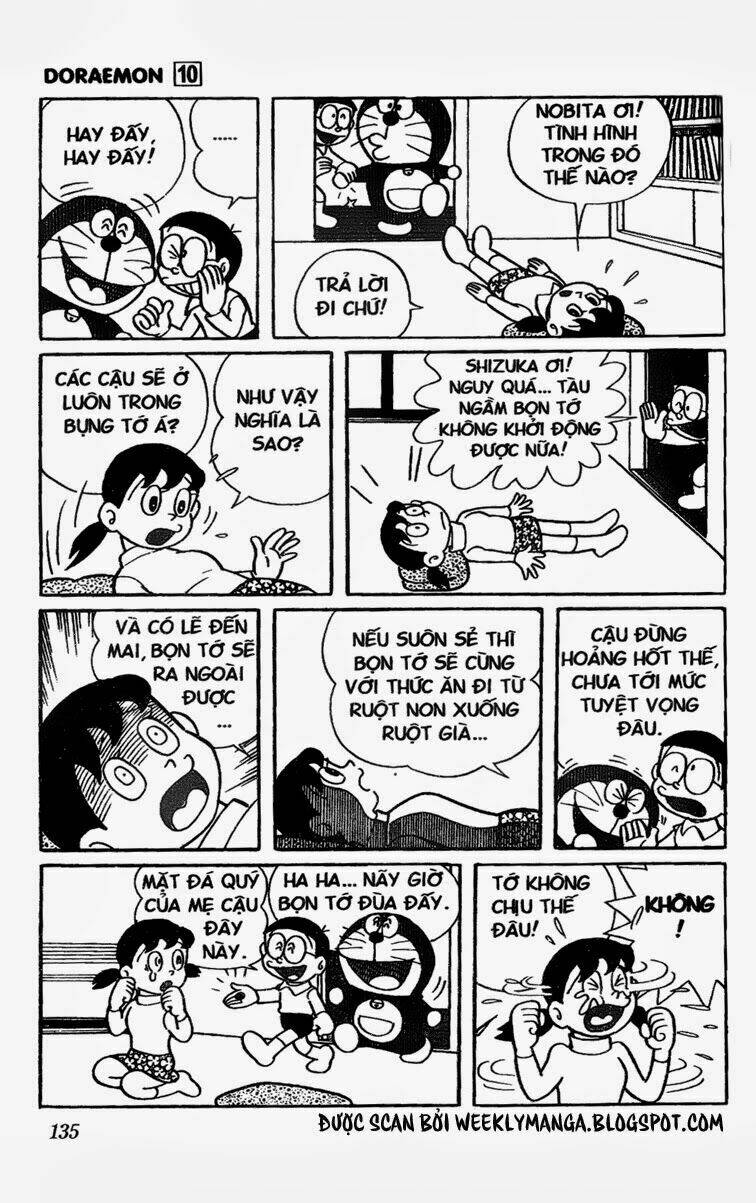 DORAEMON 10
NOBITA ƠI!
TÌNH HÌNH
TRONG ĐÓ
THẾ NÀO?
TRẢ LỜI
ĐI CHỨ!
.....
HAY ĐẤY,
HAY ĐẤY!
SHIZUKA ƠI!
NGUY QUÁ... TÀU
NGẦM BỌN TỚ
KHÔNG KHỞI ĐỘNG
ĐƯỢC NỮA!
NHƯ VẬY
NGHĨA LÀ
SAO?
CÁC CẬU SẼ Ở
LUÔN TRONG
BỤNG TỚ Á?
CẬU ĐỪNG
HOẢNG HỐT THẾ,
CHƯA TỚI MỨC
TUYỆT VỌNG
ĐÂU.
NẾU SUÔN SẺ THÌ
BỌN TỚ SẼ CÙNG
VỚI THỨC ĂN ĐI TỪ
RUỘT NON XUỐNG
RUỘT GIÀ...
VÀ CÓ LẼ ĐẾN
MAI, BỌN TỚ SẼ
RA NGOÀI
ĐƯỢC
...
KHÔNG
!
TỚ KHÔNG
CHỊU THẾ
ĐÂU!
HA HA... NÃY GIỜ
BỌN TỚ ĐÙA ĐẤY.
MẶT ĐÁ QUÝ
CỦA MẸ CẬU
ĐÂY
NÀY.
135
ĐƯỢC SCAN BỞI WEEKLYMANGA.BLOGSPOT.COM